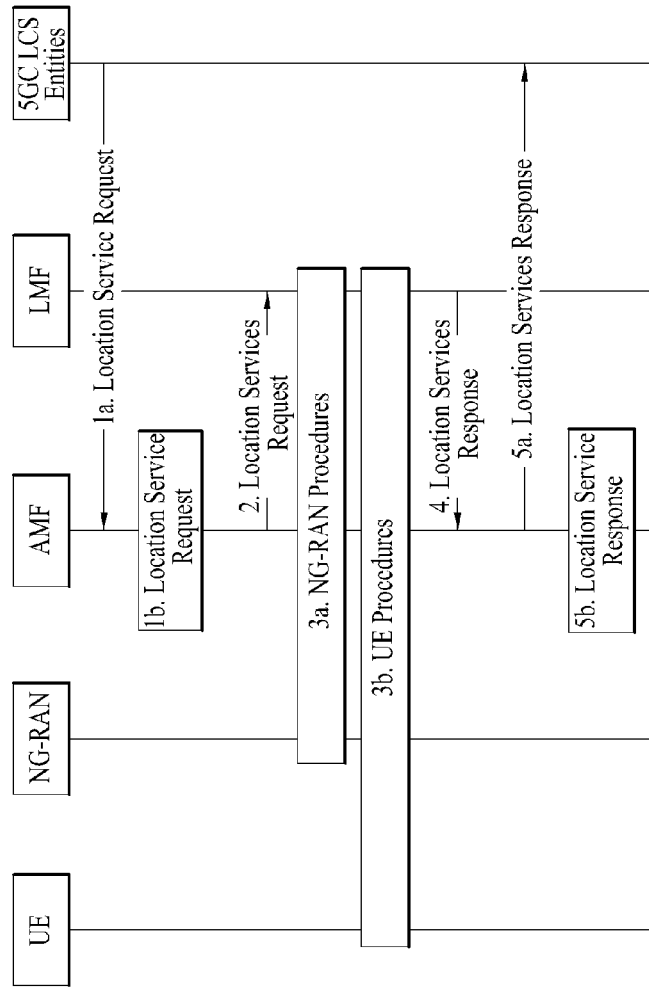 UE
NG-RAN
AMF
LMF
5GC LCS
Entities
1a. Location Service Request
1b. Location Service
Request
2. Location Services
Request
3a. NG-RAN Procedures
3b. UE Procedures
4. Location Services
Response
5a. Location Services Response
5b. Location Service
Response